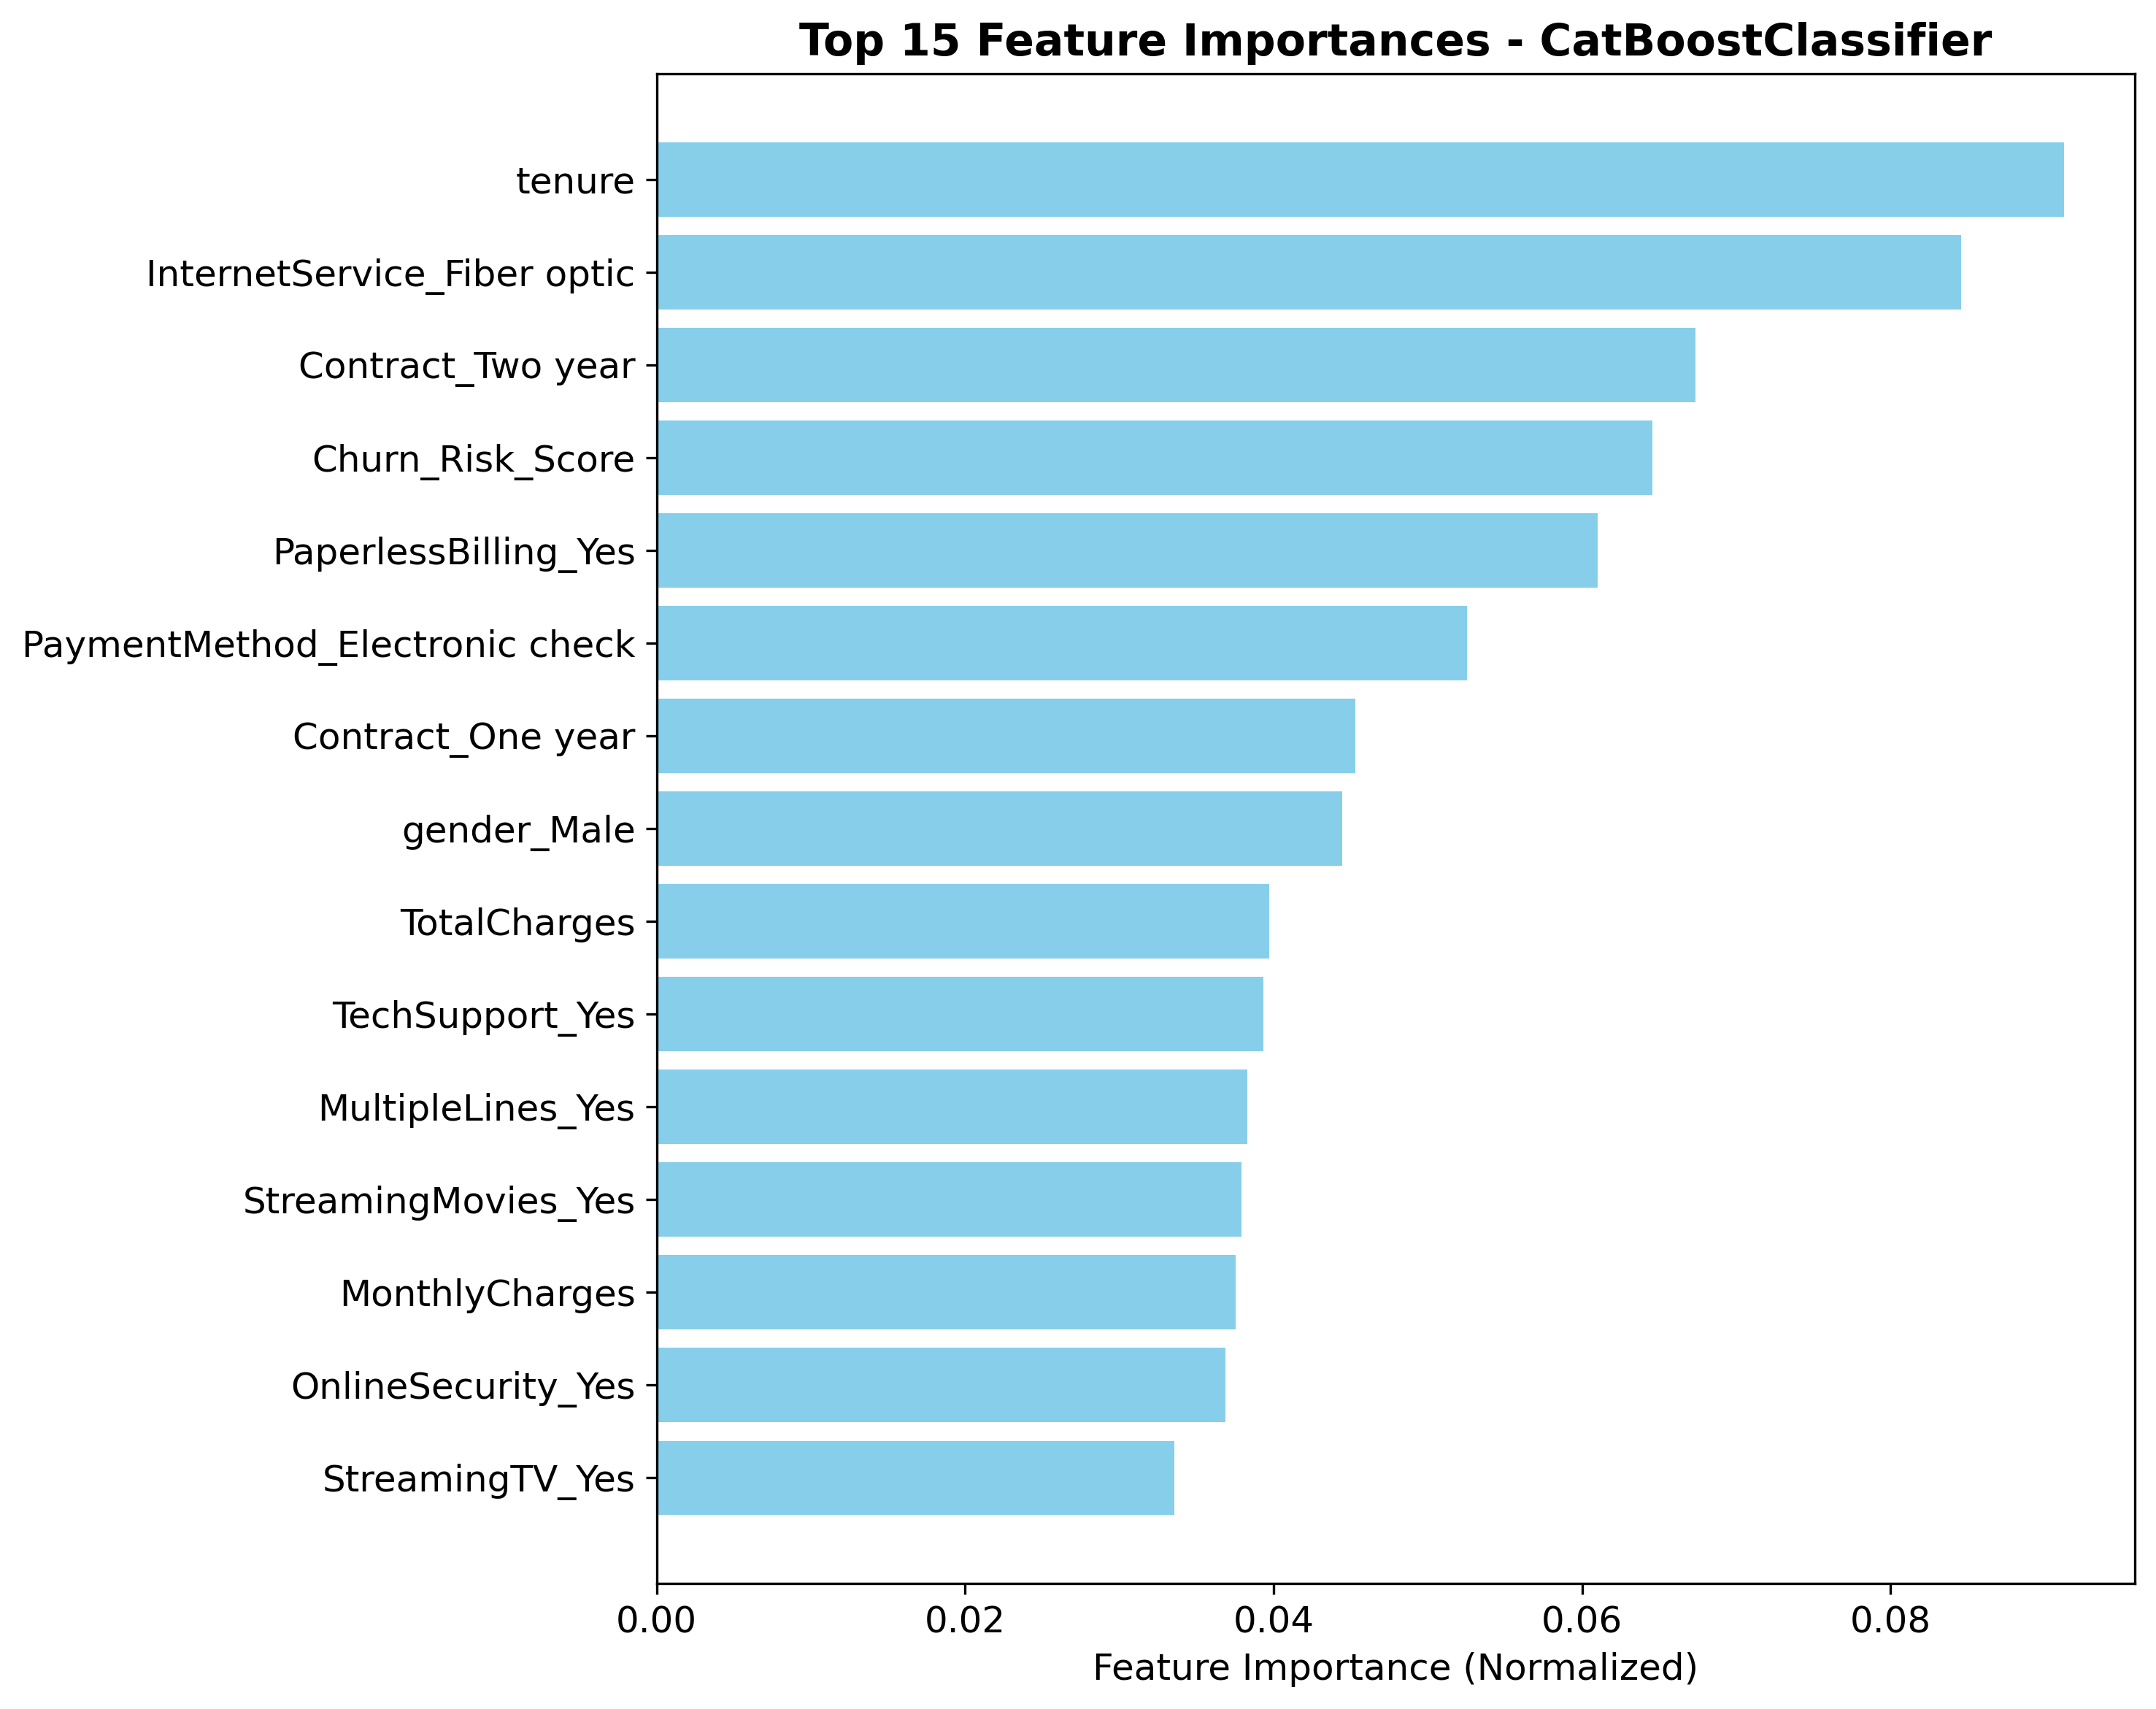 Top 15 Feature Importances - CatBoostClassifier
tenure
InternetService_Fiber optic
Contract_Two year
Churn_Risk_Score
PaperlessBilling_Yes
PaymentMethod_Electronic check
Contract_One year
gender_Male
TotalCharges
TechSupport_Yes
MultipleLines_Yes
StreamingMovies_Yes
MonthlyCharges
OnlineSecurity_Yes
StreamingTV_Yes
0.00 0.02 0.04 0.06 0.08
Feature Importance (Normalized)